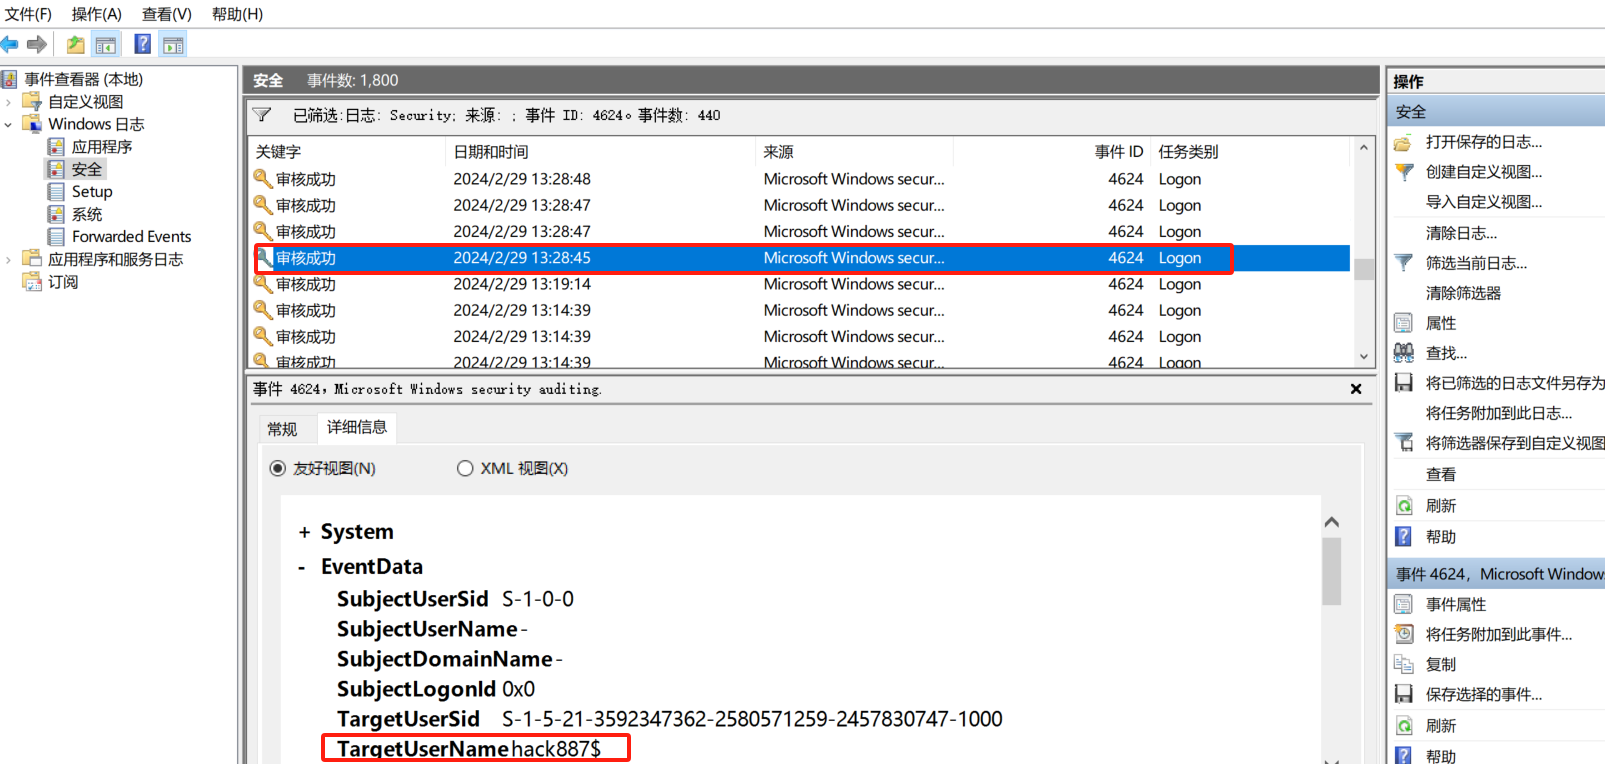 文件(F) 操作(A) 查看(V) 帮助(H)
事件查看器 (本地)
自定义视图
Windows 日志
应用程序
安全
Setup
系统
Forwarded Events
应用程序和服务日志
订阅
安全 事件数: 1,800
已筛选:日志: Security; 来源: ; 事件 ID: 4624。事件数: 440
关键字 日期和时间 来源 事件 ID 任务类别
审核成功 2024/2/29 13:28:48 Microsoft Windows secur... 4624 Logon
审核成功 2024/2/29 13:28:47 Microsoft Windows secur... 4624 Logon
审核成功 2024/2/29 13:28:47 Microsoft Windows secur... 4624 Logon
审核成功 2024/2/29 13:28:45 Microsoft Windows secur... 4624 Logon
审核成功 2024/2/29 13:19:14 Microsoft Windows secur... 4624 Logon
审核成功 2024/2/29 13:14:39 Microsoft Windows secur... 4624 Logon
审核成功 2024/2/29 13:14:39 Microsoft Windows secur... 4624 Logon
审核成功 2024/2/29 13:14:39 Microsoft Windows secur... 4624 Logon
事件 4624，Microsoft Windows security auditing.
常规 详细信息
友好视图(N) XML 视图(X)
+ System
- EventData
SubjectUserSid S-1-0-0
SubjectUserName -
SubjectDomainName -
SubjectLogonId 0x0
TargetUserSid S-1-5-21-3592347362-2580571259-2457830747-1000
TargetUserName hack887$
操作
安全
打开保存的日志...
创建自定义视图...
导入自定义视图...
清除日志...
筛选当前日志...
清除筛选器
属性
查找...
将已筛选的日志文件另存为
将任务附加到此日志...
将筛选器保存到自定义视图
查看
刷新
帮助
事件 4624，Microsoft Windows
事件属性
将任务附加到此事件...
复制
保存选择的事件...
刷新
帮助